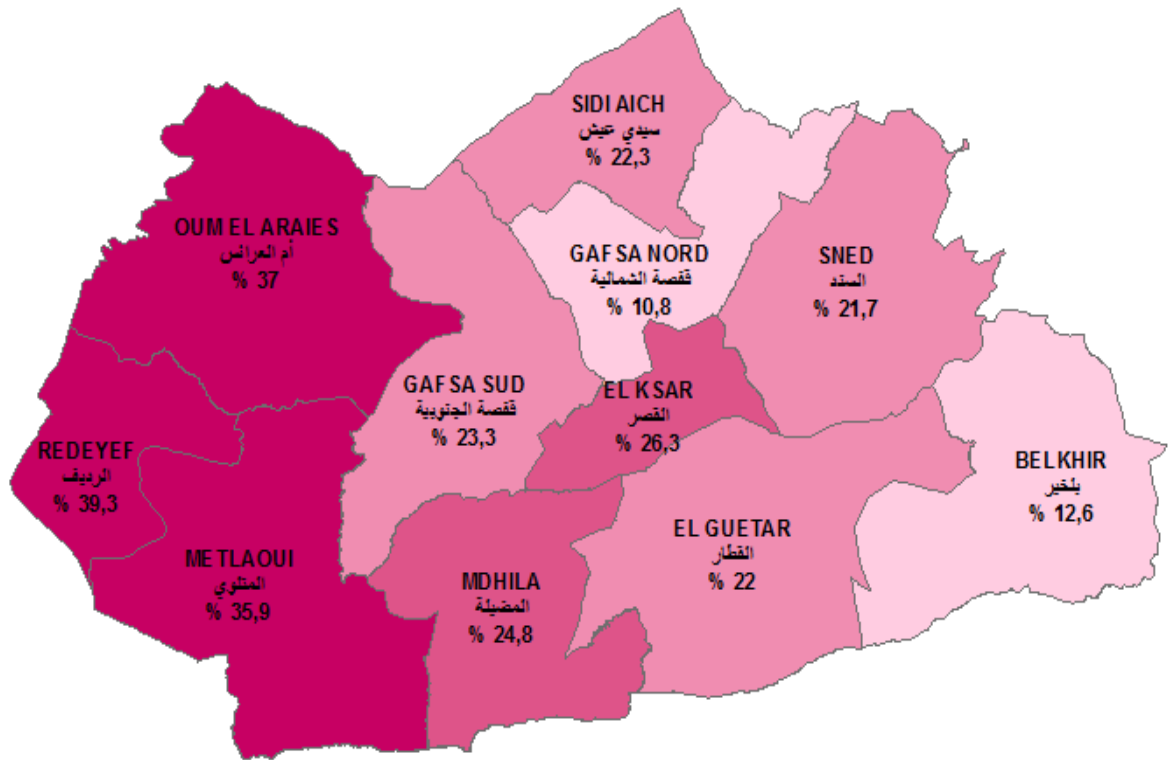 SIDI AICH
سيدي عيش
% 22,3
OUM EL ARAIES
أم العرائس
% 37
GAFSA NORD
قفصة الشمالية
% 10,8
SNED
السند
% 21,7
GAFSA SUD
قفصة الجنوبية
% 23,3
EL KSAR
القصر
% 26,3
REDEYEF
الرديف
% 39,3
BELKHIR
بلخير
% 12,6
METLAOUI
المتلوي
% 35,9
MDHILA
المضيلة
% 24,8
EL GUETAR
القطار
% 22